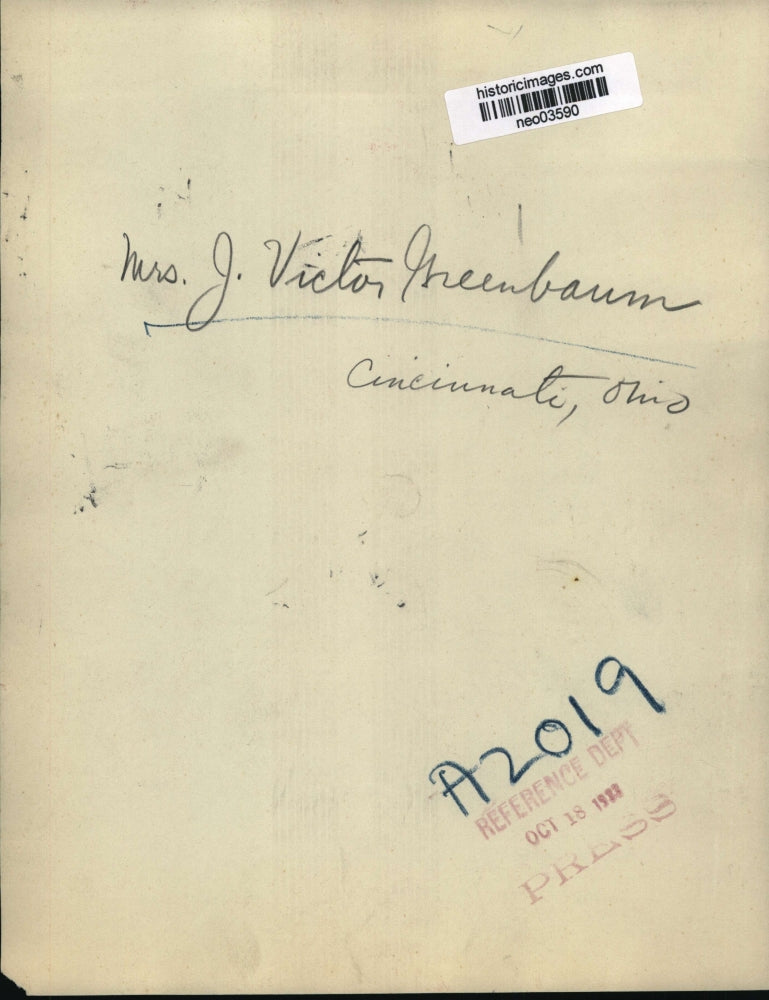 historicimages.com
neo03590
Mrs. J. Victor Greenbaum
Cincinnati, Ohio
A2019
REFERENCE DEPT
OCT 18
PRESS